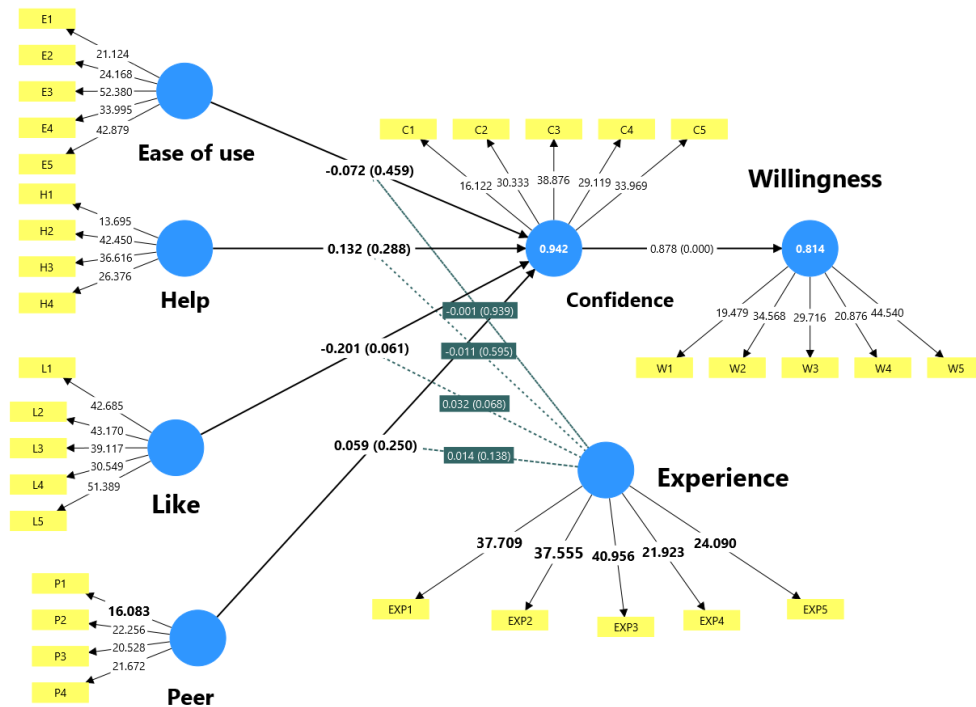 E1
E2
E3
E4
E5
21.124
24.168
52.380
33.995
42.879
Ease of use
H1
H2
H3
H4
13.695
42.450
36.616
26.376
Help
L1
L2
L3
L4
L5
42.685
43.170
39.117
30.549
51.389
Like
P1
P2
P3
P4
16.083
22.256
20.528
21.672
Peer
-0.072 (0.459)
0.132 (0.288)
-0.201 (0.061)
0.059 (0.250)
C1
C2
C3
C4
C5
16.122
30.333
38.876
29.119
33.969
0.942
Confidence
0.878 (0.000)
Willingness
0.814
19.479
34.568
29.716
20.876
44.540
W1
W2
W3
W4
W5
-0.001 (0.939)
-0.011 (0.595)
0.032 (0.068)
0.014 (0.138)
Experience
37.709
37.555
40.956
21.923
24.090
EXP1
EXP2
EXP3
EXP4
EXP5